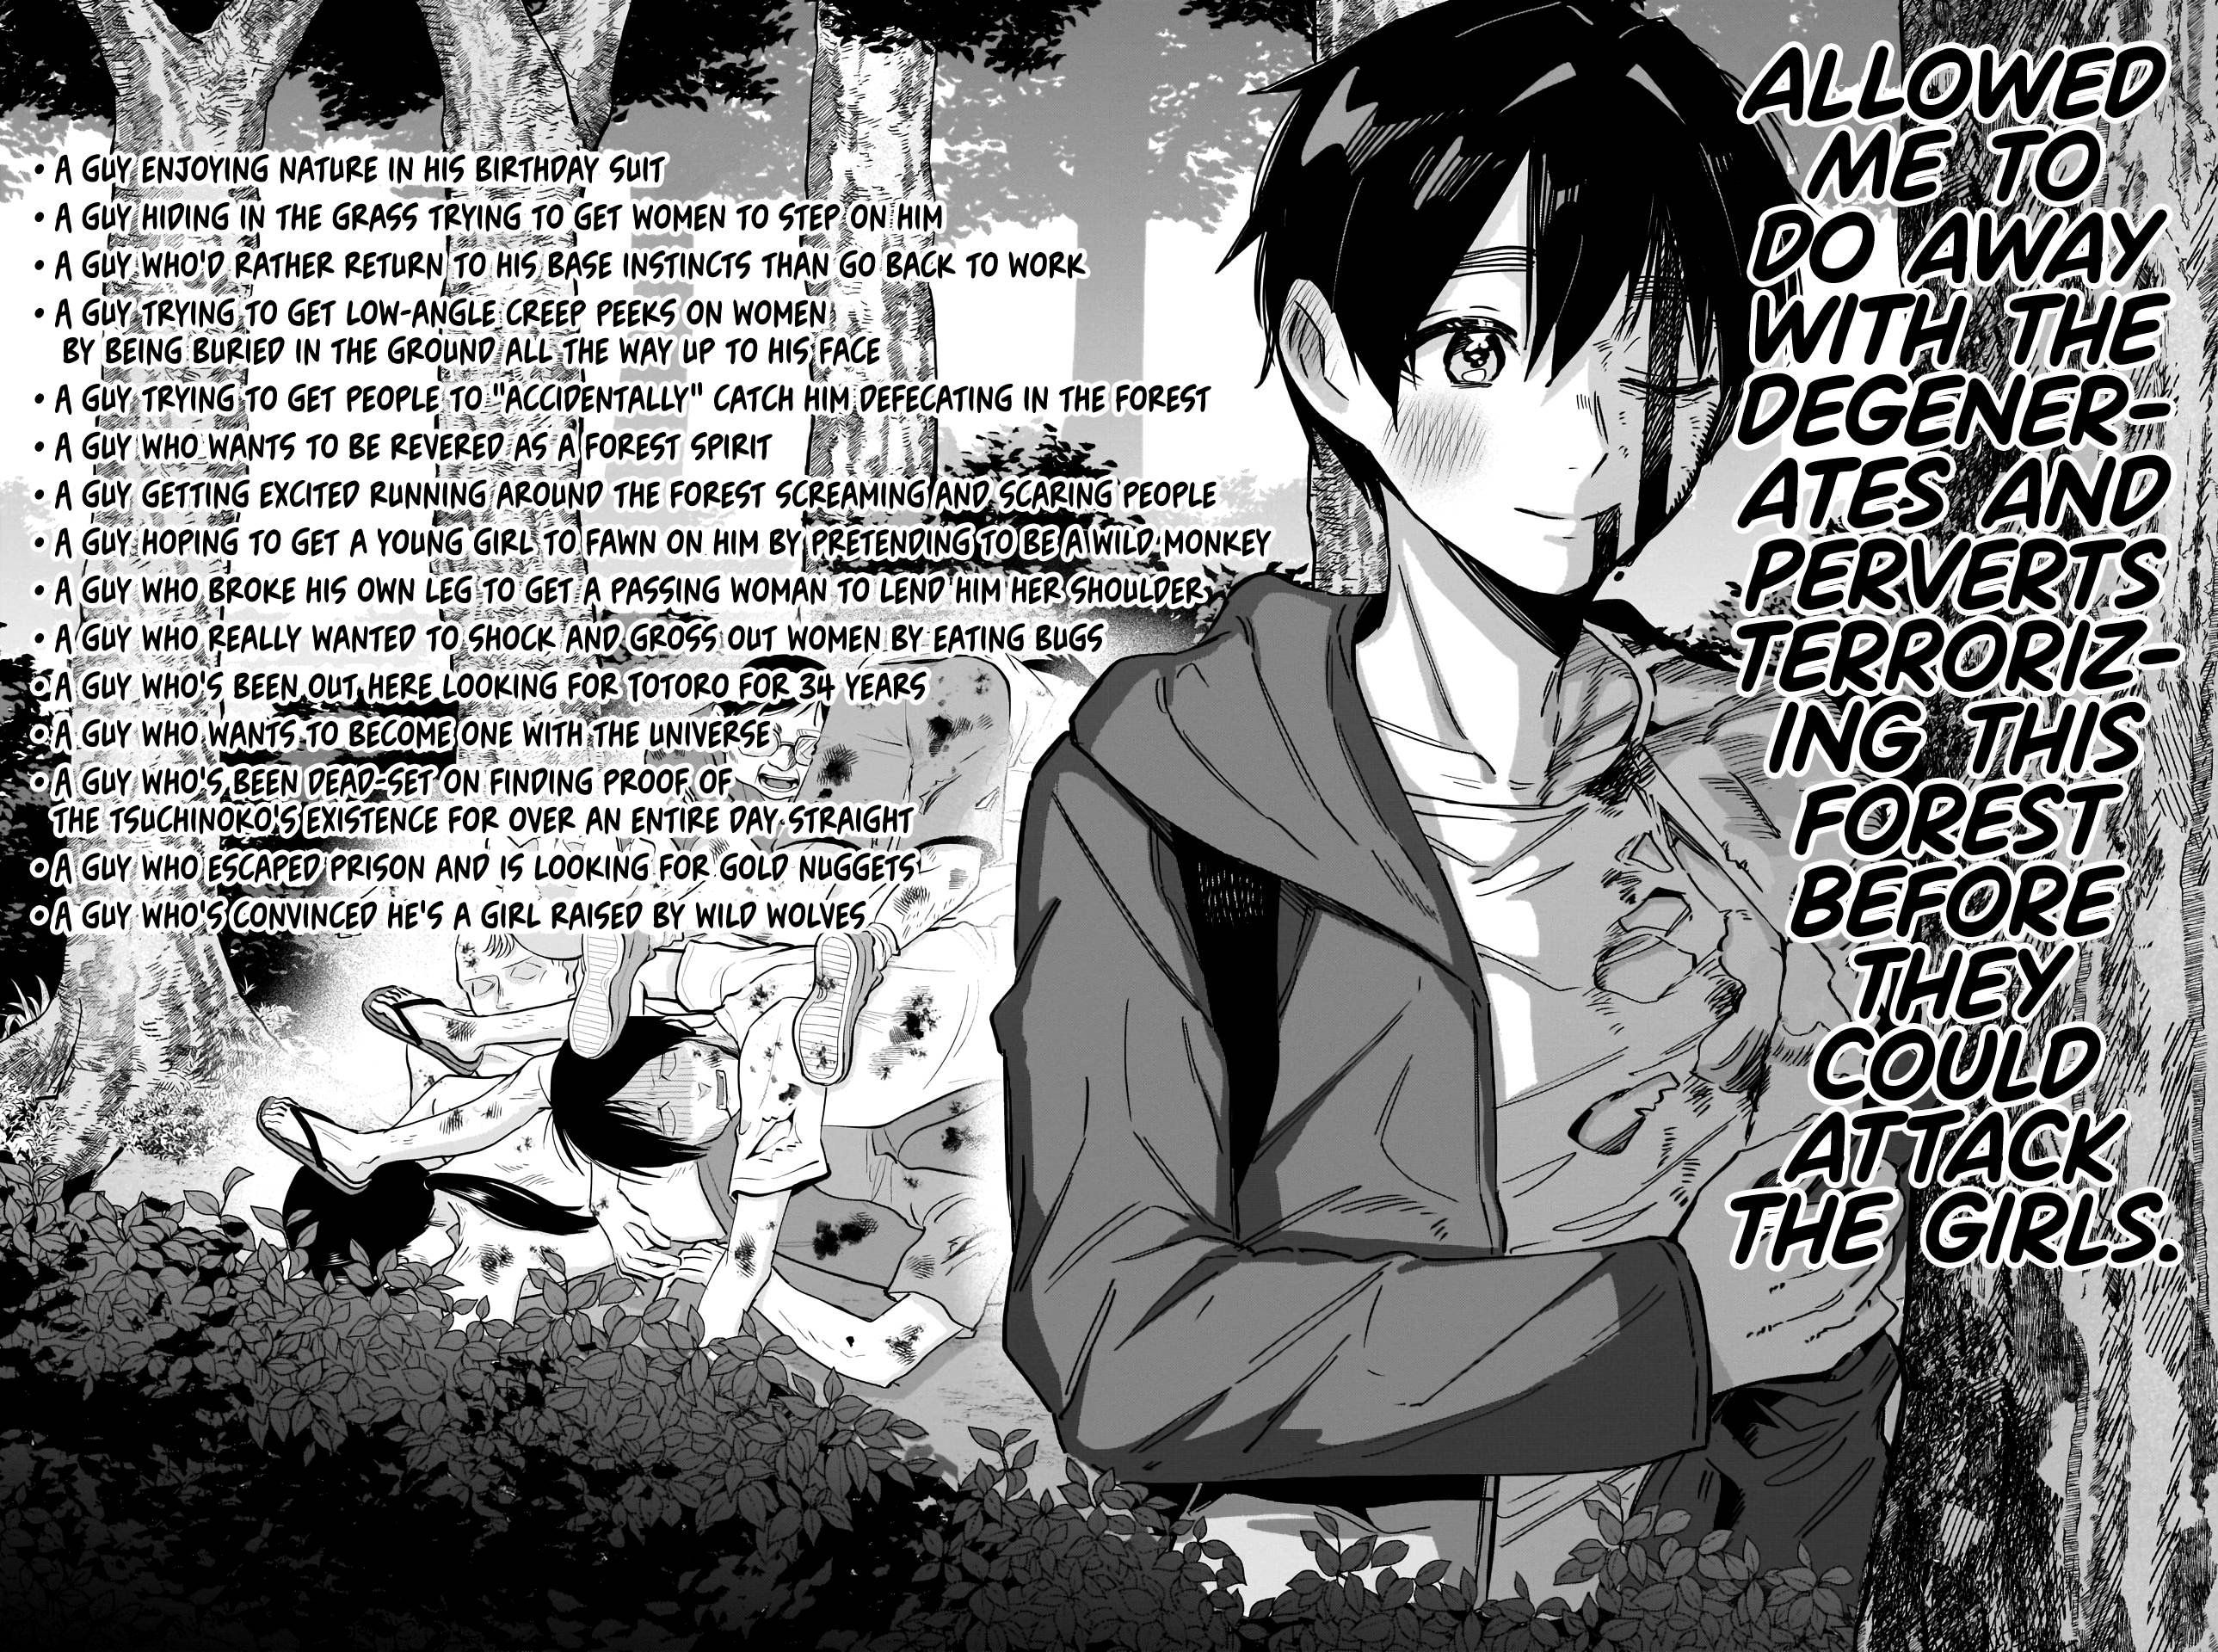 ALLOWED
ME TO
DO AWAY
WITH THE
DEGENER-
ATES AND
PERVERTS
TERRORIZ-
ING THIS
FOREST
BEFORE
THEY
COULD
ATTACK
THE GIRLS.
• A GUY ENJOYING NATURE IN HIS BIRTHDAY SUIT
• A GUY HIDING IN THE GRASS TRYING TO GET WOMEN TO STEP ON HIM
• A GUY WHO'D RATHER RETURN TO HIS BASE INSTINCTS THAN GO BACK TO WORK
• A GUY TRYING TO GET LOW-ANGLE CREEP PEEKS ON WOMEN
BY BEING BURIED IN THE GROUND ALL THE WAY UP TO HIS FACE
• A GUY TRYING TO GET PEOPLE TO "ACCIDENTALLY" CATCH HIM DEFECATING IN THE FOREST
• A GUY WHO WANTS TO BE REVERED AS A FOREST SPIRIT
• A GUY GETTING EXCITED RUNNING AROUND THE FOREST SCREAMING AND SCARING PEOPLE
• A GUY HOPING TO GET A YOUNG GIRL TO FAWN ON HIM BY PRETENDING TO BE A WILD MONKEY
• A GUY WHO BROKE HIS OWN LEG TO GET A PASSING WOMAN TO LEND HIM HER SHOULDER
• A GUY WHO REALLY WANTED TO SHOCK AND GROSS OUT WOMEN BY EATING BUGS
• A GUY WHO'S BEEN OUT HERE LOOKING FOR TOTORO FOR 34 YEARS
• A GUY WHO WANTS TO BECOME ONE WITH THE UNIVERSE
• A GUY WHO'S BEEN DEAD-SET ON FINDING PROOF OF
THE TSUCHINOKO'S EXISTENCE FOR OVER AN ENTIRE DAY STRAIGHT
• A GUY WHO ESCAPED PRISON AND IS LOOKING FOR GOLD NUGGETS
• A GUY WHO'S CONVINCED HE'S A GIRL RAISED BY WILD WOLVES